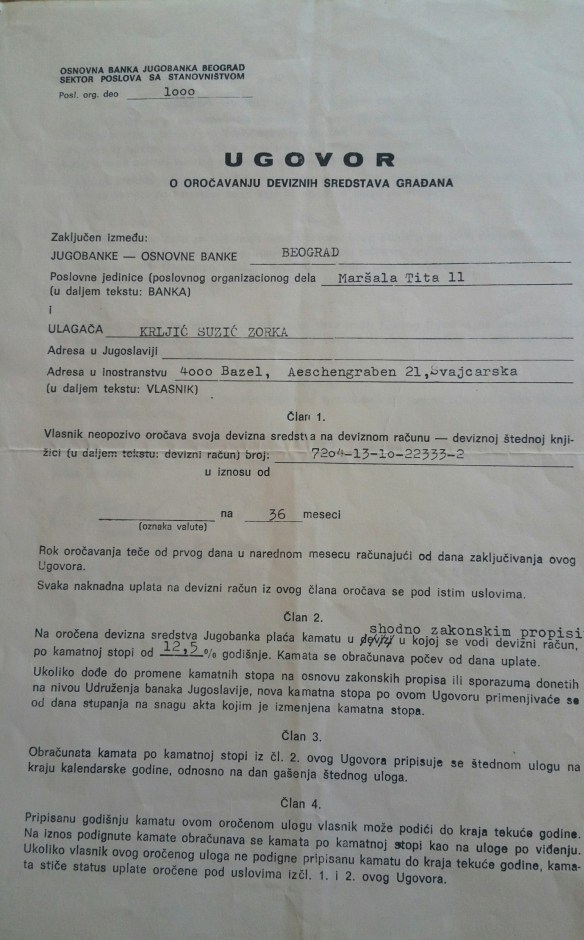 OSNOVNA BANKA JUGOBANKA BEOGRAD
SEKTOR POSLOVA SA STANOVNIŠTVOM
Posl. org. deo 1000
UGOVOR
O OROČAVANJU DEVIZNIH SREDSTAVA GRAĐANA
Zaključen između:
JUGOBANKE — OSNOVNE BANKE BEOGRAD
Poslovne jedinice (poslovnog organizacionog dela Maršala Tita 11
(u daljem tekstu: BANKA)
i
ULAGAČA KRLJIĆ SUZIĆ ZORKA
Adresa u Jugoslaviji
Adresa u inostranstvu 4000 Bazel, Aeschengraben 21,Svajcarska
(u daljem tekstu: VLASNIK)
Član 1.
Vlasnik neopozivo oročava svoja devizna sredstva na deviznom računu — deviznoj štednoj knji-
žici (u daljem tekstu: devizni račun) broj: 7204-13-10-22333-2
u iznosu od
na 36 meseci
(oznaka valute)
Rok oročavanja teče od prvog dana u narednom mesecu računajući od dana zaključivanja ovog
Ugovora.
Svaka naknadna uplata na devizni račun iz ovog člana oročava se pod istim uslovima.
Član 2.
shodno zakonskim propisi
Na oročena devizna sredstva Jugobanka plaća kamatu u devizi u kojoj se vodi devizni račun,
po kamatnoj stopi od 12,5% godišnje. Kamata se obračunava počev od dana uplate.
Ukoliko dođe do promene kamatnih stopa na osnovu zakonskih propisa ili sporazuma donetih
na nivou Udruženja banaka Jugoslavije, nova kamatna stopa po ovom Ugovoru primenjivaće se
od dana stupanja na snagu akta kojim je izmenjena kamatna stopa.
Član 3.
Obračunata kamata po kamatnoj stopi iz čl. 2. ovog Ugovora pripisuje se štednom ulogu na
kraju kalendarske godine, odnosno na dan gašenja štednog uloga.
Član 4.
Pripisanu godišnju kamatu ovom oročenom ulogu vlasnik može podići do kraja tekuće godine.
Na iznos podignute kamate obračunava se kamata po kamatnoj stopi kao na uloge po viđenju.
Ukoliko vlasnik ovog oročenog uloga ne podigne pripisanu kamatu do kraja tekuće godine, kama-
ta stiče status uplate oročene pod uslovima iz čl. 1. i 2. ovog Ugovora.